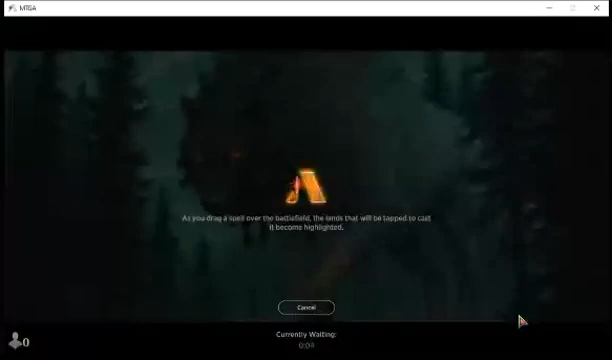 MTGA
As you drag a spell over the battlefield, the lands that will be tapped to cast
it become highlighted.
Cancel
Currently Waiting:
0:04
0